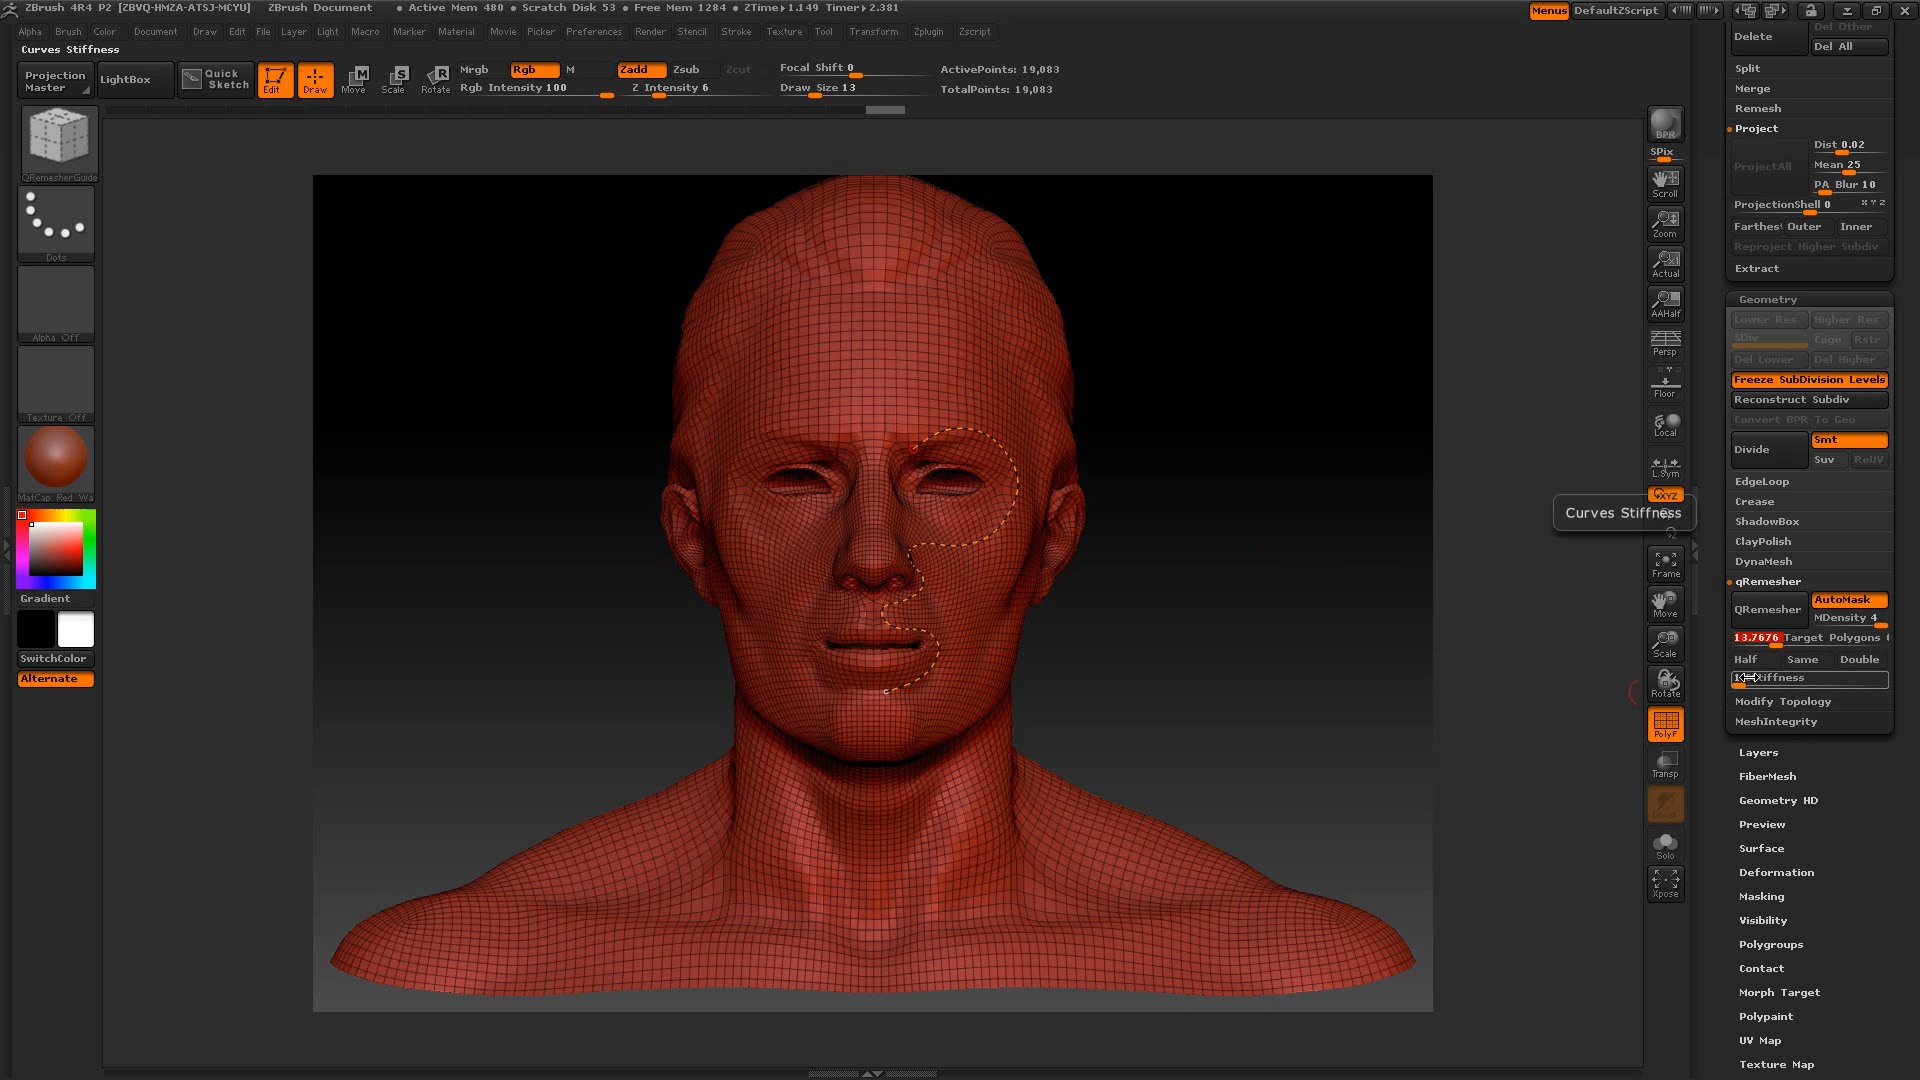 ZBrush 4R4 P2 [ZBVQ-HMZA-ATSJ-MCYU] ZBrush Document • Active Mem 480 • Scratch Disk 53 • Free Mem 1284 • ZTime▸1.149 Timer▸2.381 Menus DefaultZScript
Alpha Brush Color Document Draw Edit File Layer Light Macro Marker Material Movie Picker Preferences Render Stencil Stroke Texture Tool Transform Zplugin Zscript
Curves Stiffness
Projection Master
LightBox
Quick Sketch
Edit
Draw
Move
Scale
Rotate
Mrgb Rgb M
Rgb Intensity 100
Zadd Zsub Zcut
Z Intensity 6
Focal Shift 0
Draw Size 13
ActivePoints: 19,083
TotalPoints: 19,083
QRemesherGuide
Dots
Alpha Off
Texture Off
MatCap Red Wa
Gradient
SwitchColor
Alternate
BPR
SPix
Scroll
Zoom
Actual
AAHalf
Persp
Floor
Local
L.Sym
XYZ
Curves Stiffness
Frame
Move
Scale
Rotate
PolyF
Transp
Solo
Xpose
Delete
Del Other
Del All
Split
Merge
Remesh
Project
ProjectAll
Dist 0.02
Mean 25
PA Blur 10
ProjectionShell 0 X Y Z
Farthes Outer Inner
Reproject Higher Subdiv
Extract
Geometry
Lower Res Higher Res
SDiv Cage Rstr
Del Lower Del Higher
Freeze SubDivision Levels
Reconstruct Subdiv
Convert BPR To Geo
Divide
Smt
Suv ReUV
EdgeLoop
Crease
ShadowBox
ClayPolish
DynaMesh
qRemesher
QRemesher
AutoMask
MDensity 4
13.7676 Target Polygons
Half Same Double
tiffness
Modify Topology
MeshIntegrity
Layers
FiberMesh
Geometry HD
Preview
Surface
Deformation
Masking
Visibility
Polygroups
Contact
Morph Target
Polypaint
UV Map
Texture Map